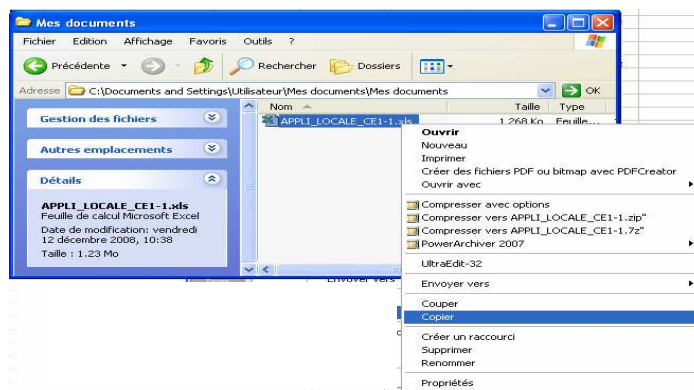 Mes documents
Fichier Edition Affichage Favoris Outils ?
Précédente Rechercher Dossiers
Adresse C:\Documents and Settings\Utilisateur\Mes documents\Mes documents OK
Nom Taille Type
Gestion des fichiers
Autres emplacements
Détails
APPLI_LOCALE_CE1-1.xls
Feuille de calcul Microsoft Excel
Date de modification: vendredi
12 décembre 2008, 10:38
Taille : 1.23 Mo
APPLI_LOCALE_CE1-1.xls 1 268 Ko Feuille...
Ouvrir
Nouveau
Imprimer
Créer des fichiers PDF ou bitmap avec PDFCreator
Ouvrir avec
Compresser avec options
Compresser vers APPLI_LOCALE_CE1-1.zip"
Compresser vers APPLI_LOCALE_CE1-1.7z"
PowerArchiver 2007
UltraEdit-32
Envoyer vers
Couper
Copier
Créer un raccourci
Supprimer
Renommer
Propriétés
Envoyer vers